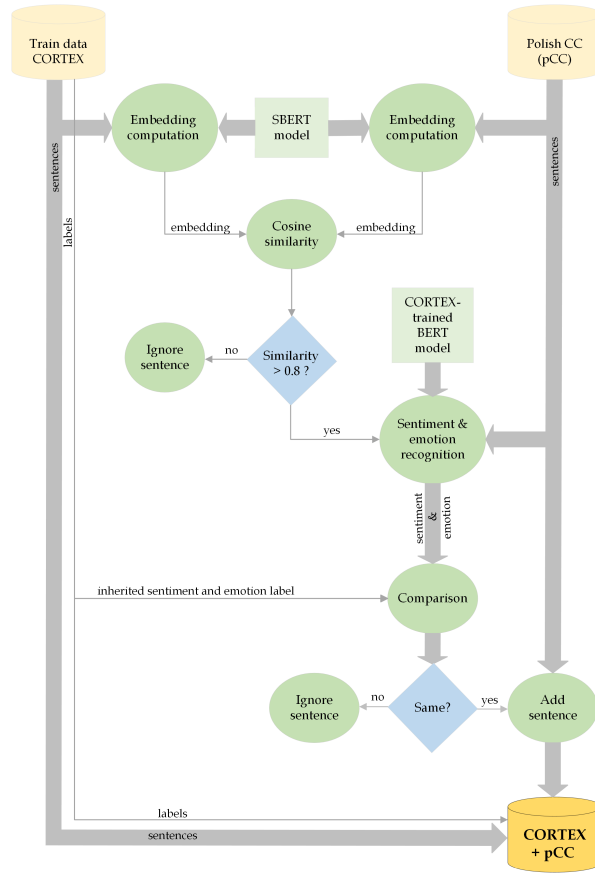 Train data
CORTEX
Polish CC
(pCC)
Embedding
computation
SBERT
model
Embedding
computation
sentences
labels
sentences
embedding
Cosine
similarity
embedding
CORTEX-
trained
BERT
model
Ignore
sentence
no
Similarity
> 0.8 ?
yes
Sentiment &
emotion
recognition
sentiment
&
emotion
inherited sentiment and emotion label
Comparison
Ignore
sentence
no
Same?
yes
Add
sentence
labels
sentences
CORTEX
+ pCC